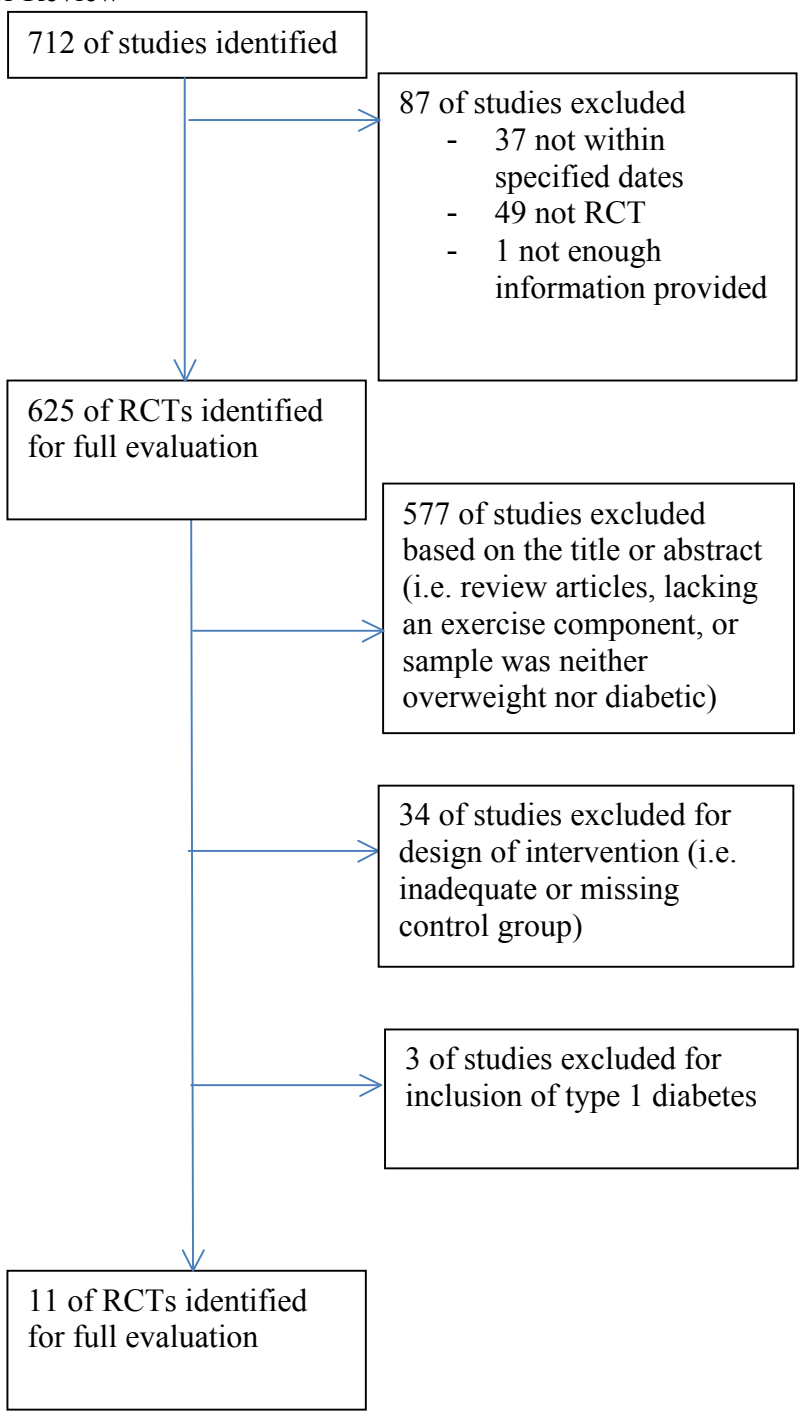 712 of studies identified
87 of studies excluded
- 37 not within
specified dates
- 49 not RCT
- 1 not enough
information provided
625 of RCTs identified
for full evaluation
577 of studies excluded
based on the title or abstract
(i.e. review articles, lacking
an exercise component, or
sample was neither
overweight nor diabetic)
34 of studies excluded for
design of intervention (i.e.
inadequate or missing
control group)
3 of studies excluded for
inclusion of type 1 diabetes
11 of RCTs identified
for full evaluation